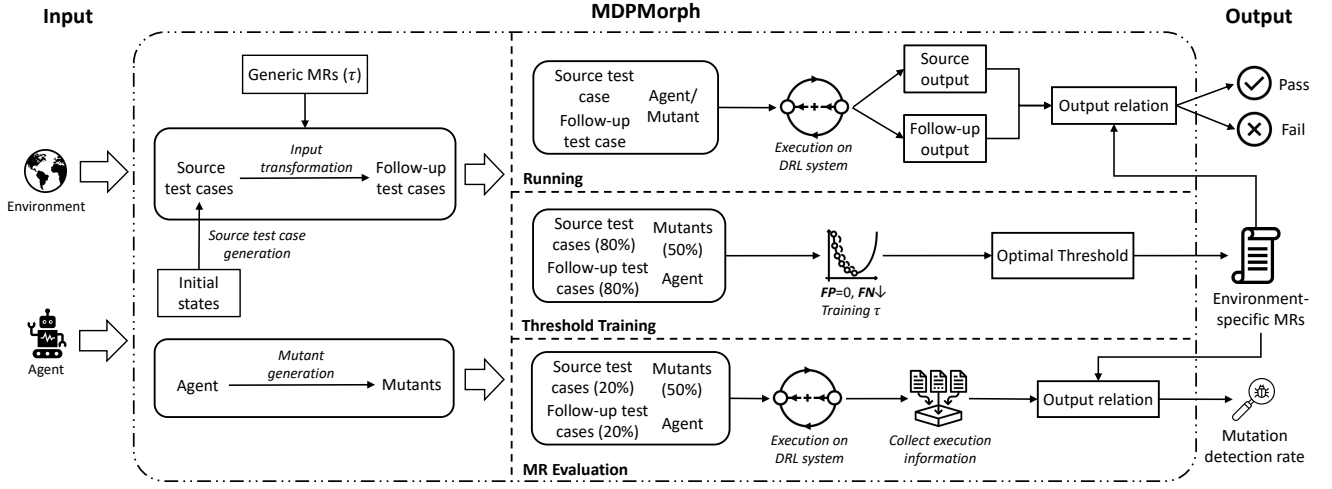 Input
MDPMorph
Output
Generic MRs (τ)
Source
test cases
Input
transformation
Follow-up
test cases
Source test case
generation
Initial
states
Environment
Agent
Agent
Mutant
generation
Mutants
Source test
case
Follow-up
test case
Agent/
Mutant
Execution on
DRL system
Source
output
Follow-up
output
Output relation
Pass
Fail
Running
Source test
cases (80%)
Follow-up test
cases (80%)
Mutants
(50%)
Agent
FP=0, FN↓
Training τ
Optimal Threshold
Environment-
specific MRs
Threshold Training
Source test
cases (20%)
Follow-up test
cases (20%)
Mutants
(50%)
Agent
Execution on
DRL system
Collect execution
information
Output relation
Mutation
detection rate
MR Evaluation